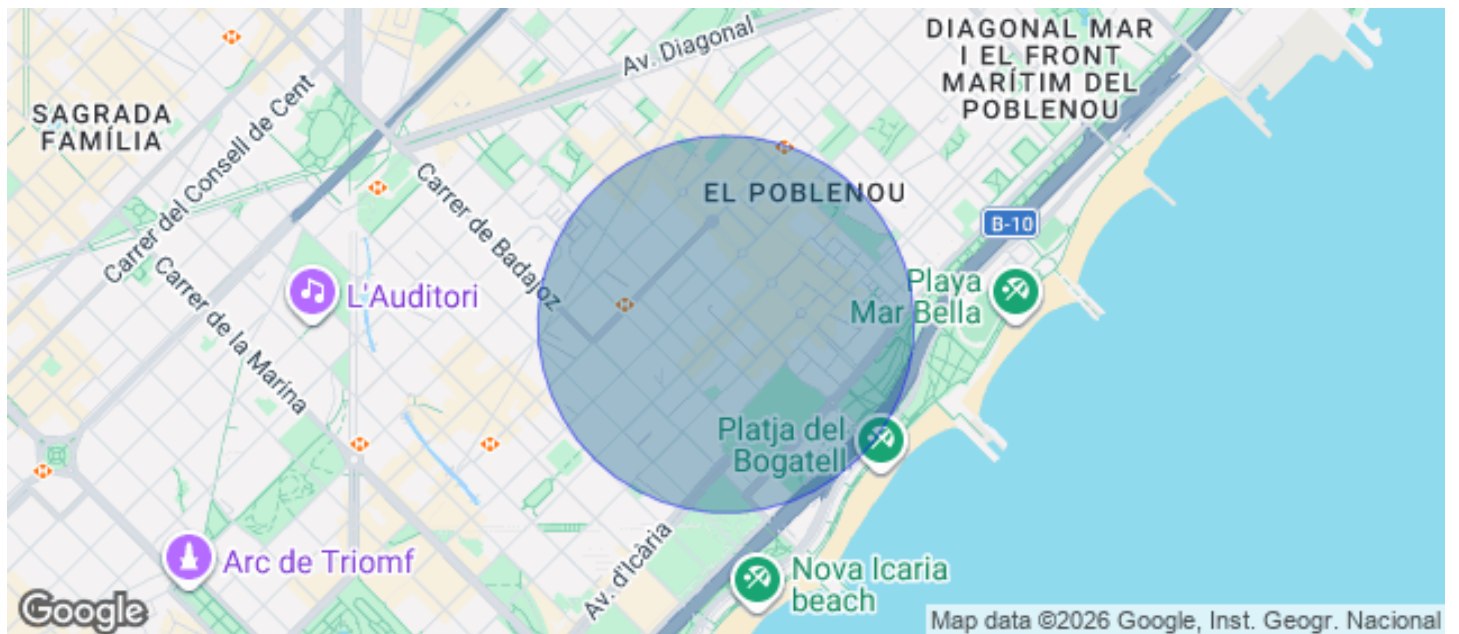 DIAGONAL MAR
I EL FRONT
MARÍTIM DEL
POBLENOU
Av. Diagonal
SAGRADA
FAMÍLIA
Carrer del Consell de Cent
EL POBLENOU
Carrer de Badajoz
B-10
Playa
Mar Bella
L'Auditori
Carrer de la Marina
Platja del
Bogatell
Arc de Triomf
Av. d'Icària
Nova Icaria
beach
Google
Map data ©2026 Google, Inst. Geogr. Nacional